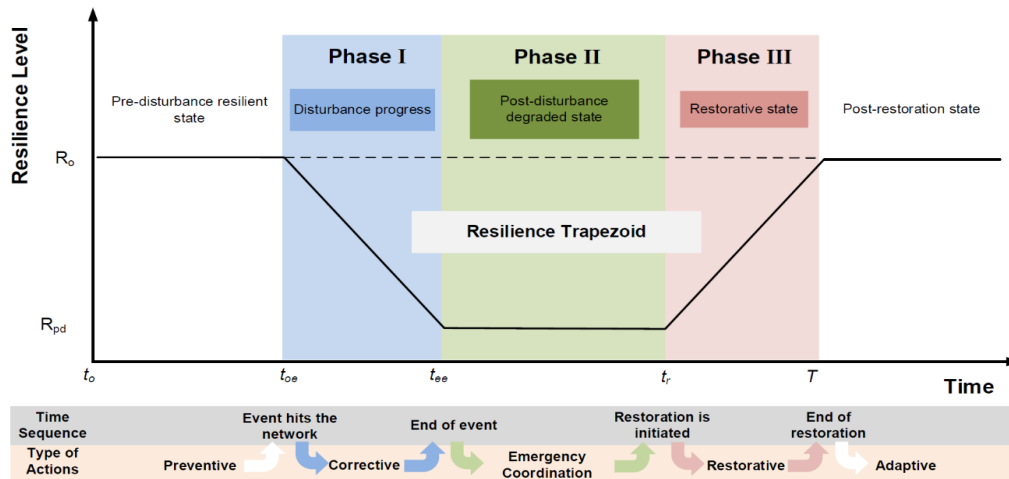 Resilience Level
Phase I
Phase II
Phase III
Pre-disturbance resilient
state
Disturbance progress
Post-disturbance
degraded state
Restorative state
Post-restoration state
Ro
Resilience Trapezoid
Rpd
to
toe
tee
tr
T
Time
Time
Sequence
Event hits the
network
End of event
Restoration is
initiated
End of
restoration
Type of
Actions
Preventive
Corrective
Emergency
Coordination
Restorative
Adaptive